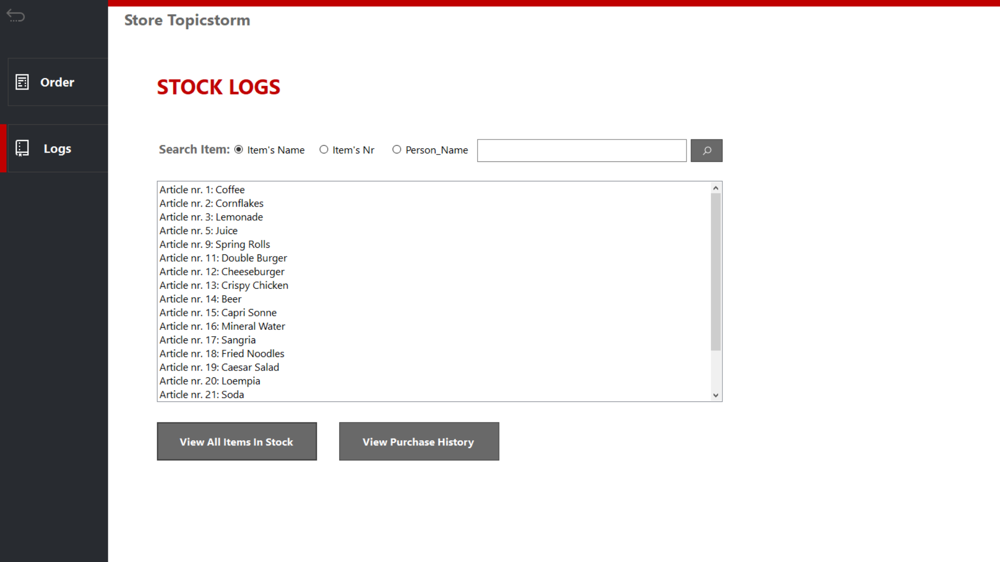 Store Topicstorm
Order
Logs
STOCK LOGS
Search Item: Item's Name Item's Nr Person_Name
Article nr. 1: Coffee
Article nr. 2: Cornflakes
Article nr. 3: Lemonade
Article nr. 5: Juice
Article nr. 9: Spring Rolls
Article nr. 11: Double Burger
Article nr. 12: Cheeseburger
Article nr. 13: Crispy Chicken
Article nr. 14: Beer
Article nr. 15: Capri Sonne
Article nr. 16: Mineral Water
Article nr. 17: Sangria
Article nr. 18: Fried Noodles
Article nr. 19: Caesar Salad
Article nr. 20: Loempia
Article nr. 21: Soda
View All Items In Stock
View Purchase History